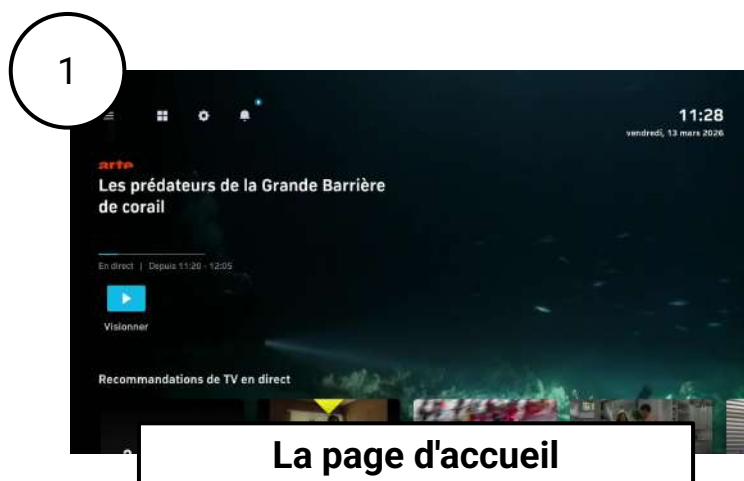 1
11:28
vendredi, 13 mars 2026
arte
Les prédateurs de la Grande Barrière
de corail
En direct | Depuis 11:20 - 12:05
Visionner
Recommandations de TV en direct
La page d'accueil